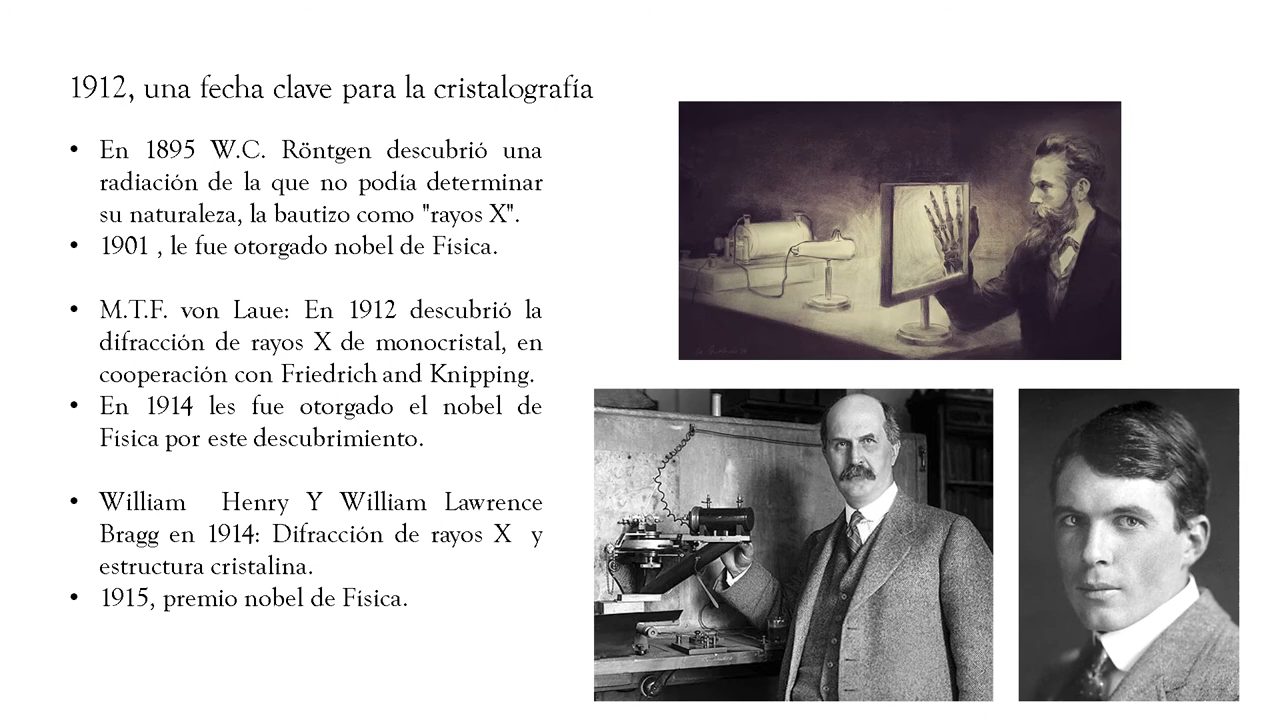 1912, una fecha clave para la cristalografía
• En 1895 W.C. Röntgen descubrió una
radiación de la que no podía determinar
su naturaleza, la bautizo como "rayos X".
• 1901 , le fue otorgado nobel de Física.
• M.T.F. von Laue: En 1912 descubrió la
difracción de rayos X de monocristal, en
cooperación con Friedrich and Knipping.
• En 1914 les fue otorgado el nobel de
Física por este descubrimiento.
• William Henry Y William Lawrence
Bragg en 1914: Difracción de rayos X y
estructura cristalina.
• 1915, premio nobel de Física.